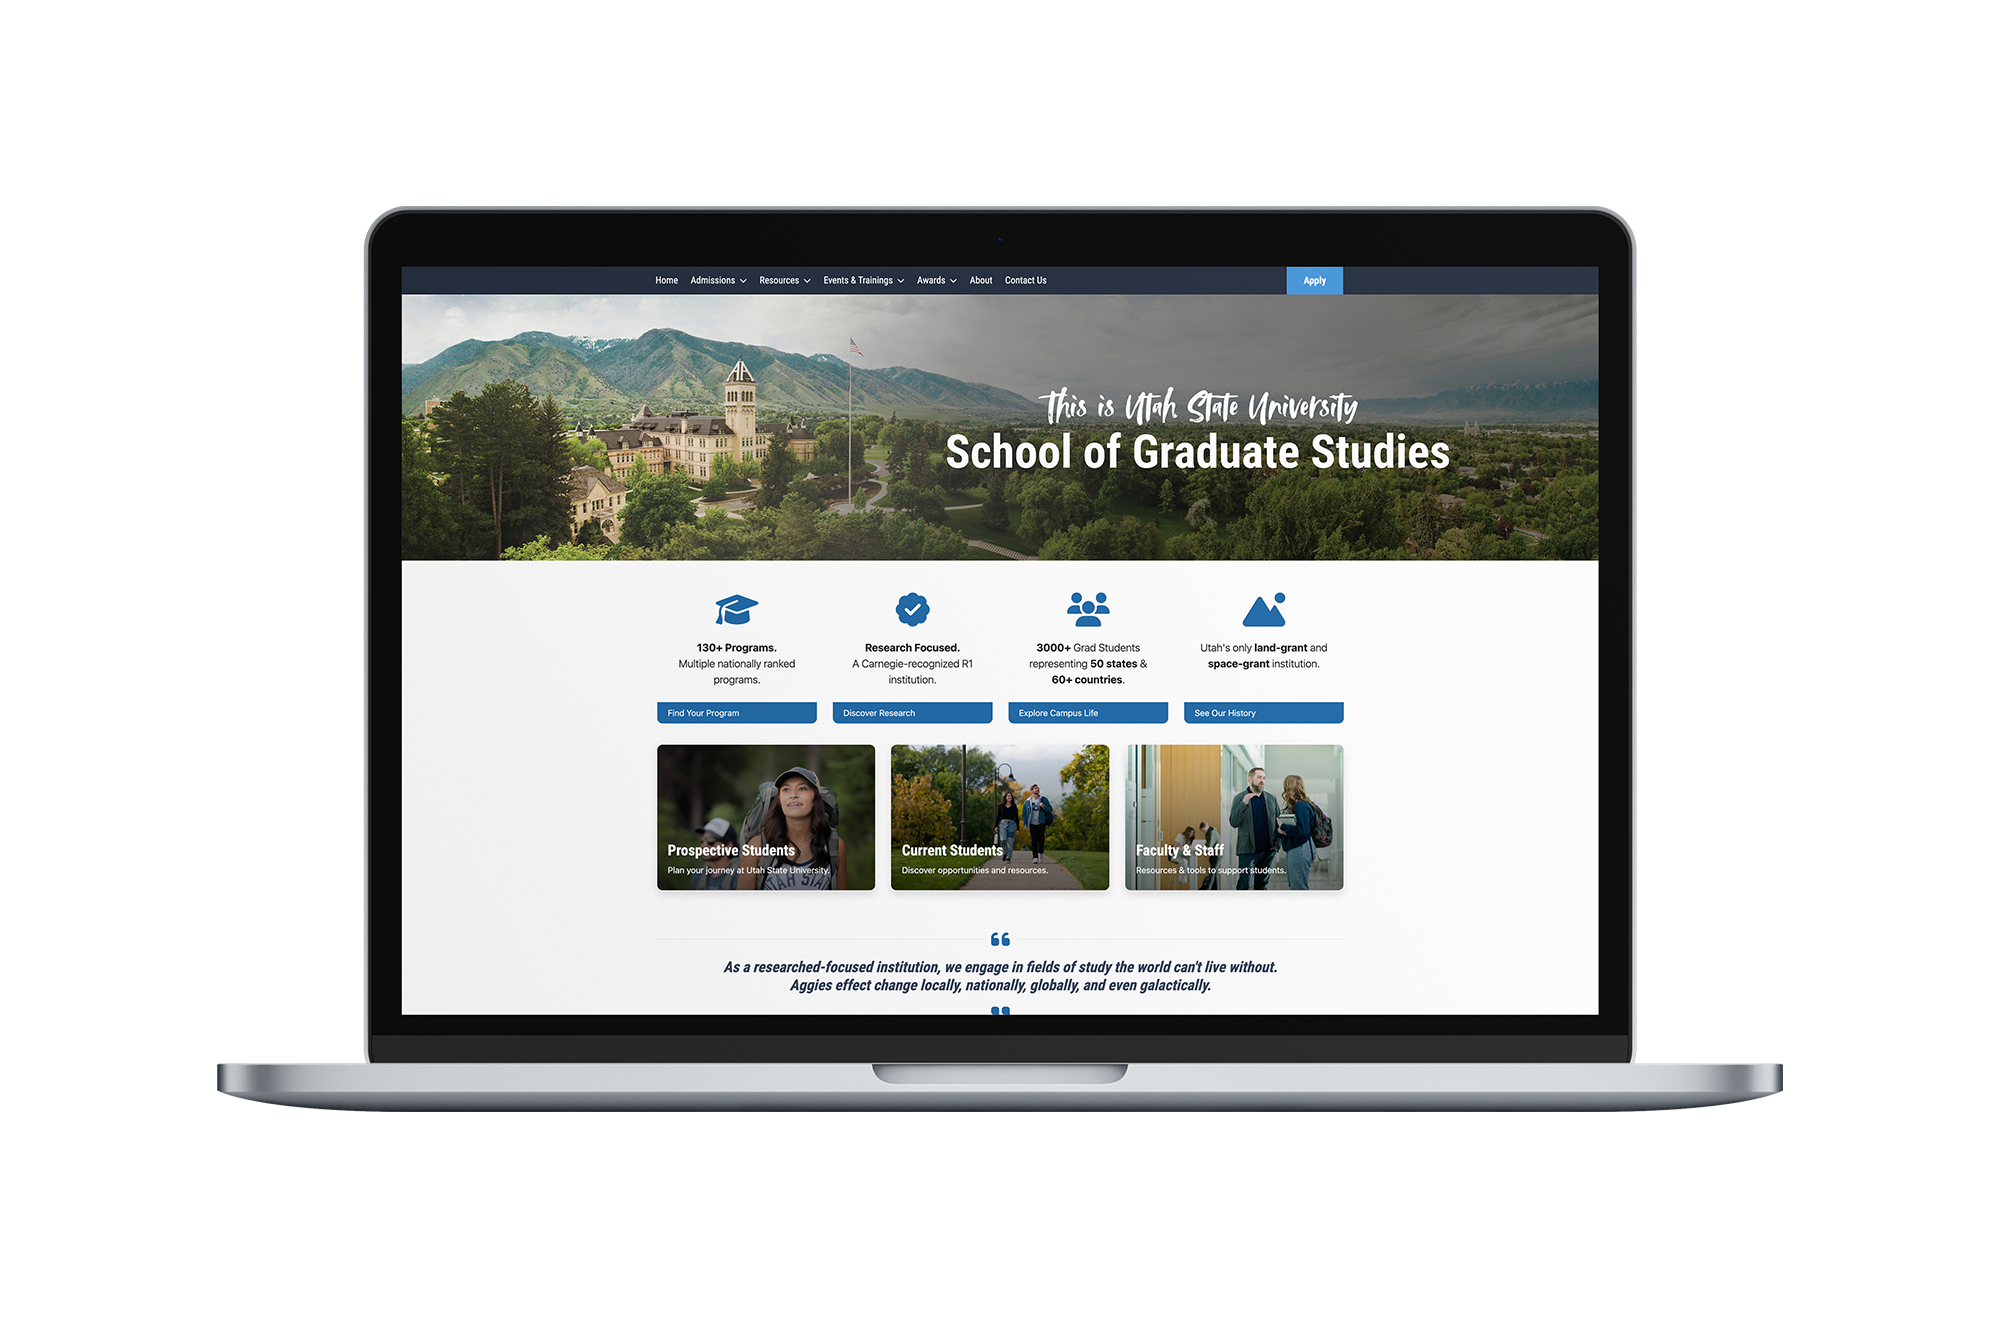 Home Admissions Resources Events & Trainings Awards About Contact Us Apply
This is Utah State University
School of Graduate Studies
130+ Programs.
Multiple nationally ranked
programs.
Find Your Program
Research Focused.
A Carnegie-recognized R1
institution.
Discover Research
3000+ Grad Students
representing 50 states &
60+ countries.
Explore Campus Life
Utah's only land-grant and
space-grant institution.
See Our History
Prospective Students
Plan your journey at Utah State University.
Current Students
Discover opportunities and resources.
Faculty & Staff
Resources & tools to support students.
“
As a researched-focused institution, we engage in fields of study the world can't live without.
Aggies effect change locally, nationally, globally, and even galactically.
”